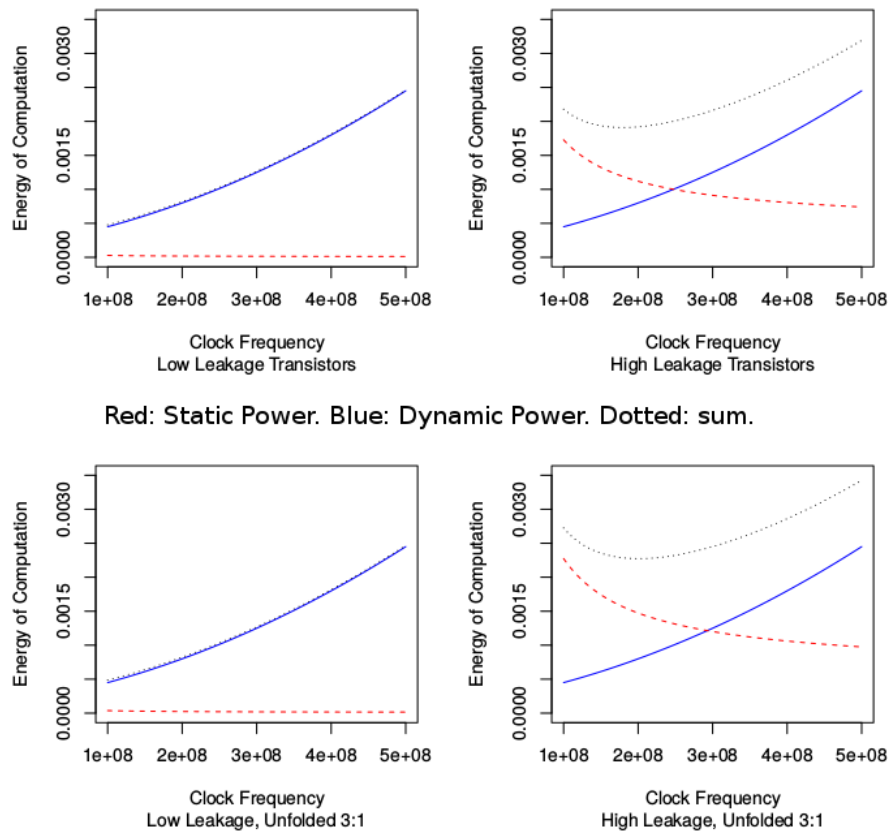 Energy of Computation
0.0000 0.0015 0.0030
1e+08 2e+08 3e+08 4e+08 5e+08
Clock Frequency
Low Leakage Transistors
Energy of Computation
0.0000 0.0015 0.0030
1e+08 2e+08 3e+08 4e+08 5e+08
Clock Frequency
High Leakage Transistors
Red: Static Power. Blue: Dynamic Power. Dotted: sum.
Energy of Computation
0.0000 0.0015 0.0030
1e+08 2e+08 3e+08 4e+08 5e+08
Clock Frequency
Low Leakage, Unfolded 3:1
Energy of Computation
0.0000 0.0015 0.0030
1e+08 2e+08 3e+08 4e+08 5e+08
Clock Frequency
High Leakage, Unfolded 3:1